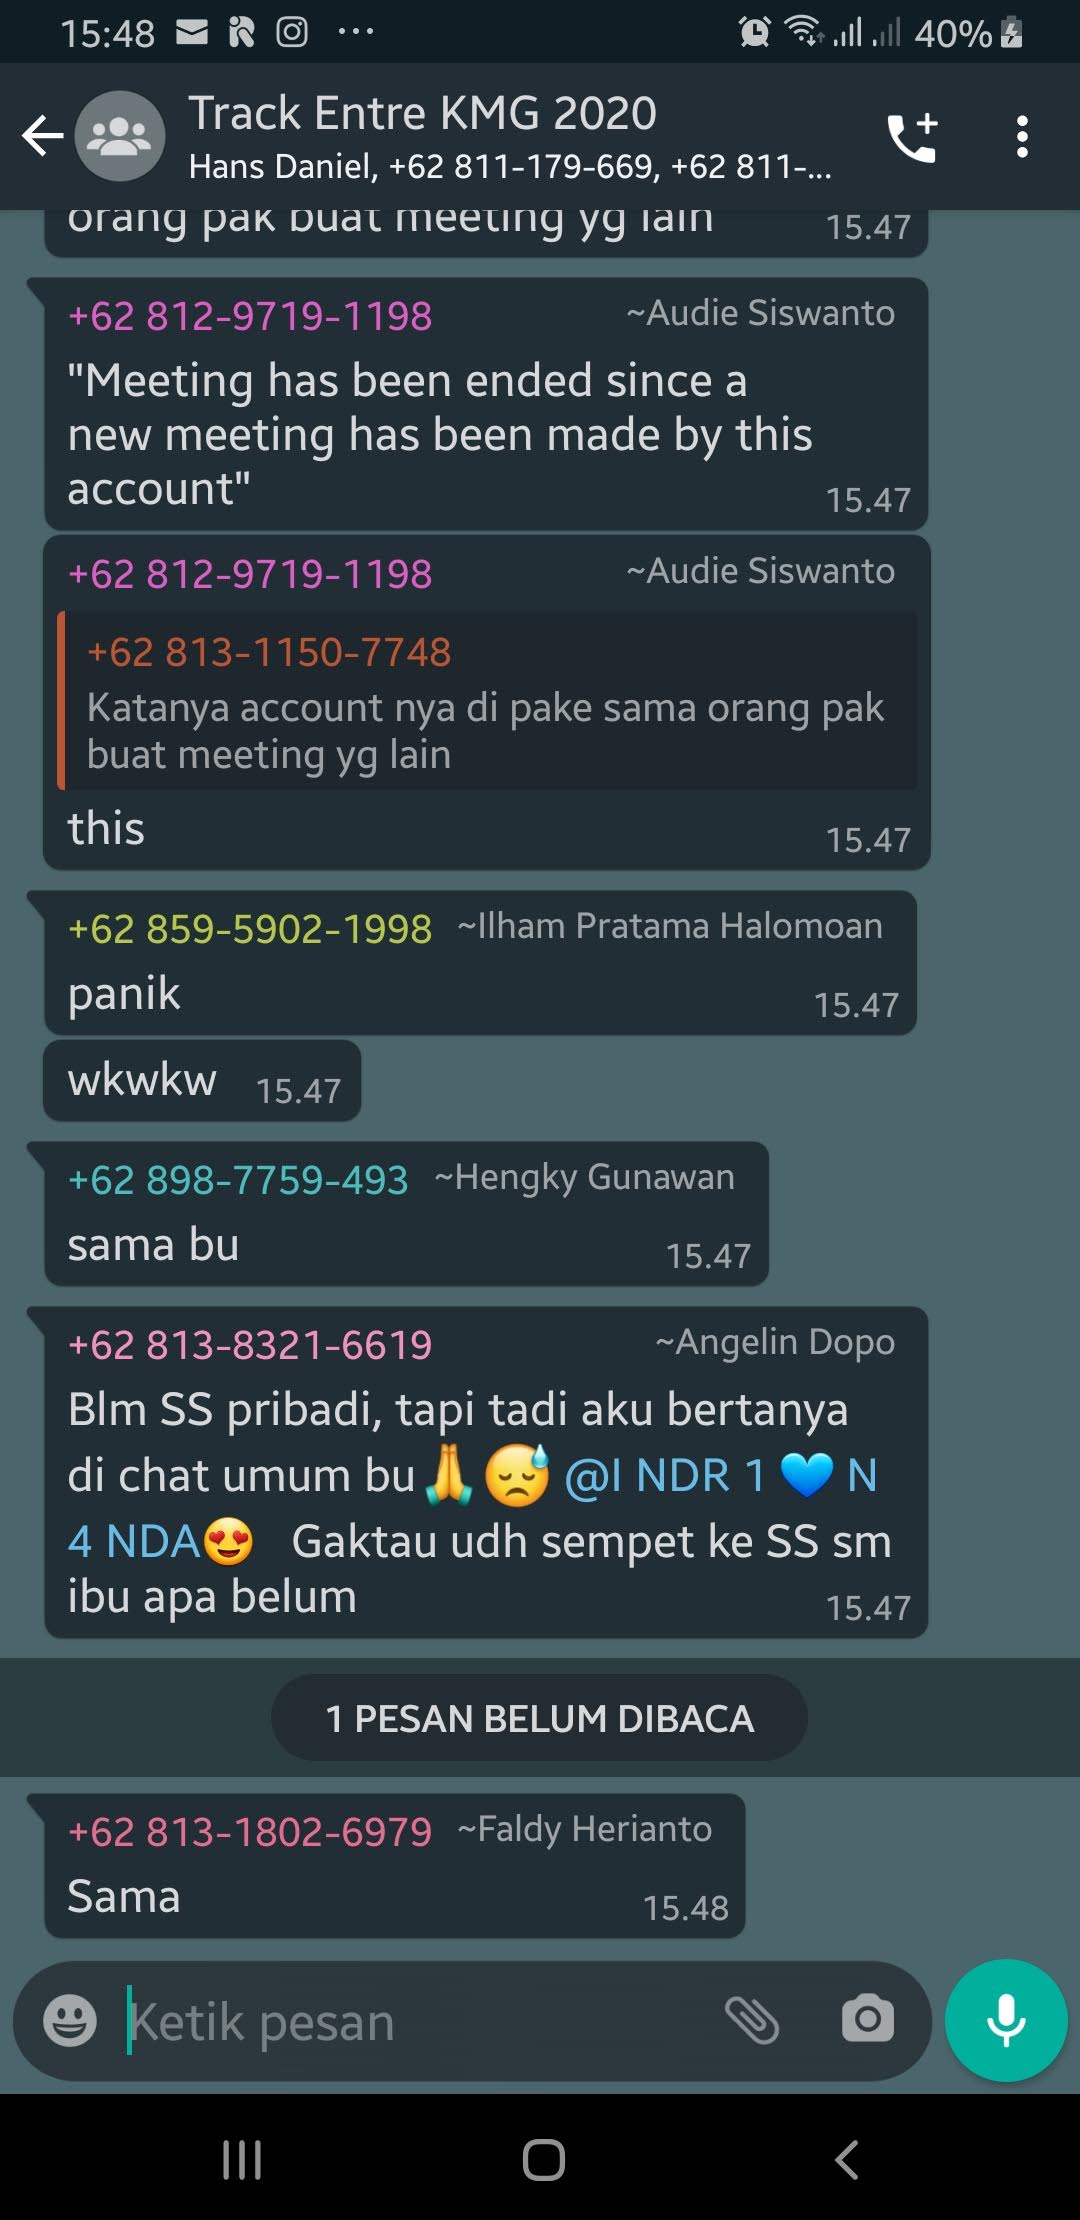 15:48 40%
Track Entre KMG 2020
Hans Daniel, +62 811-179-669, +62 811-...
orang pak buat meeting yg lain 15.47
+62 812-9719-1198 ~Audie Siswanto
"Meeting has been ended since a
new meeting has been made by this
account" 15.47
+62 812-9719-1198 ~Audie Siswanto
+62 813-1150-7748
Katanya account nya di pake sama orang pak
buat meeting yg lain
this 15.47
+62 859-5902-1998 ~Ilham Pratama Halomoan
panik 15.47
wkwkw 15.47
+62 898-7759-493 ~Hengky Gunawan
sama bu 15.47
+62 813-8321-6619 ~Angelin Dopo
Blm SS pribadi, tapi tadi aku bertanya
di chat umum bu🙏😓 @I NDR 1 💙 N
4 NDA😍 Gaktau udh sempet ke SS sm
ibu apa belum 15.47
1 PESAN BELUM DIBACA
+62 813-1802-6979 ~Faldy Herianto
Sama 15.48
Ketik pesan